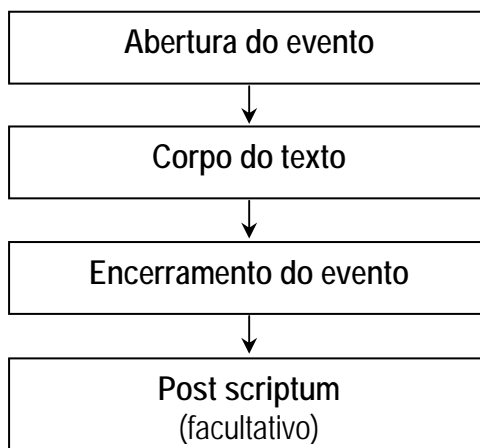 Abertura do evento
Corpo do texto
Encerramento do evento
Post scriptum
(facultativo)